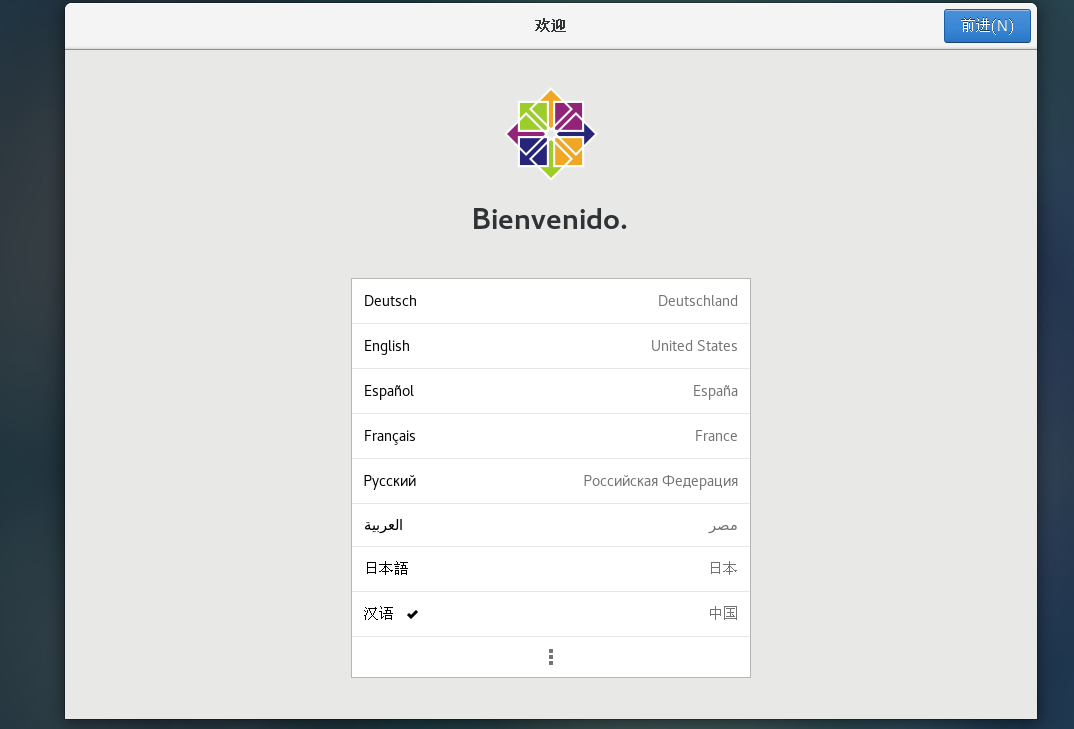 欢迎
前进(N)
Bienvenido.
Deutsch Deutschland
English United States
Español España
Français France
Русский Российская Федерация
العربية مصر
日本語 日本
汉语 中国